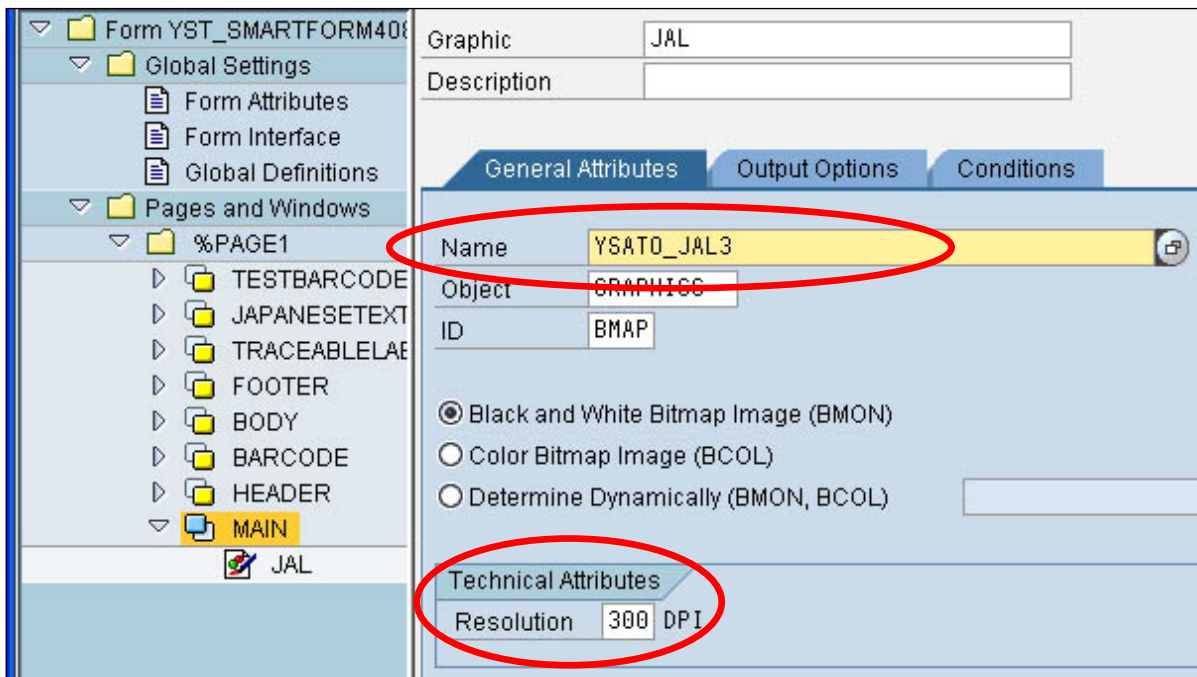 Form YST_SMARTFORM408
Global Settings
Form Attributes
Form Interface
Global Definitions
Pages and Windows
%PAGE1
TESTBARCODE
JAPANESETEXT
TRACEABLELAE
FOOTER
BODY
BARCODE
HEADER
MAIN
JAL
Graphic JAL
Description
General Attributes Output Options Conditions
Name YSATO_JAL3
Object GRAPHICS
ID BMAP
Black and White Bitmap Image (BMON)
Color Bitmap Image (BCOL)
Determine Dynamically (BMON, BCOL)
Technical Attributes
Resolution 300 DPI